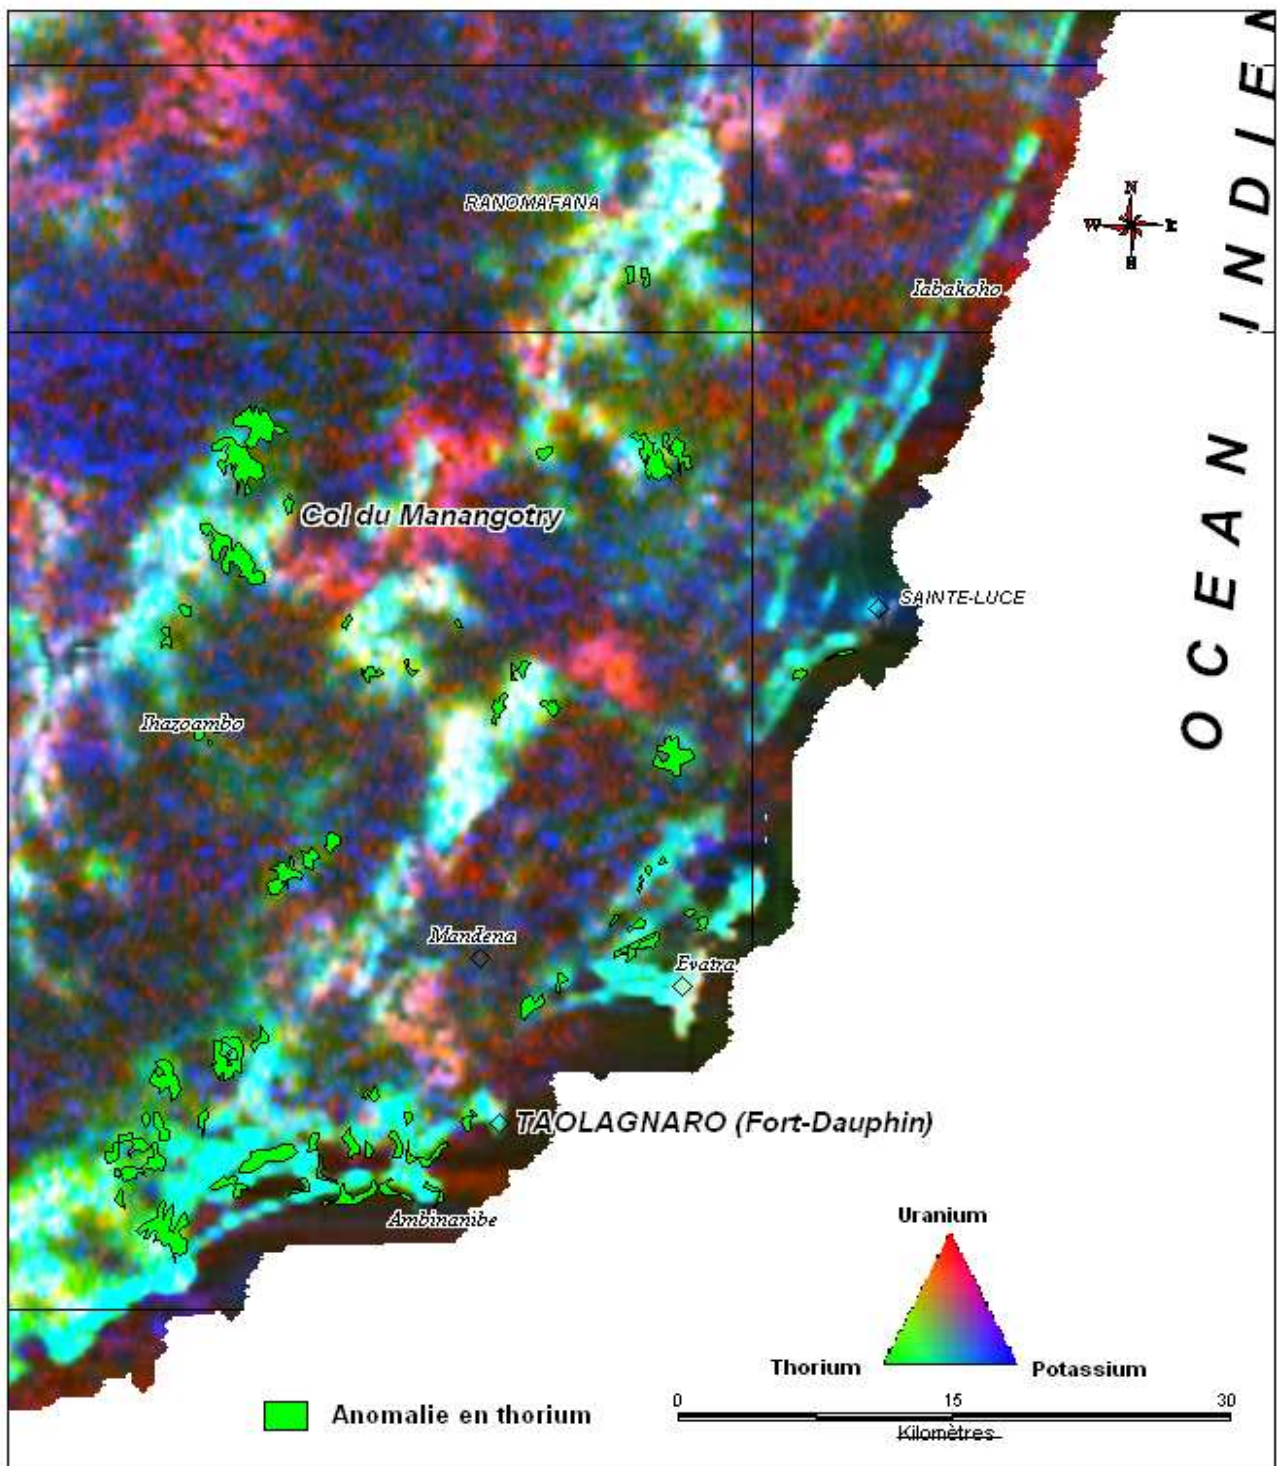 OCEAN INDIEN
RANOMAFANA
N
W E
S
Iabakoho
Col du Manangotry
SAINTE-LUCE
Ihazoambo
Mandena
Evatra
TAOLAGNARO (Fort-Dauphin)
Ambinanibe
Uranium
Thorium Potassium
Anomalie en thorium
0 15 30
Kilomètres